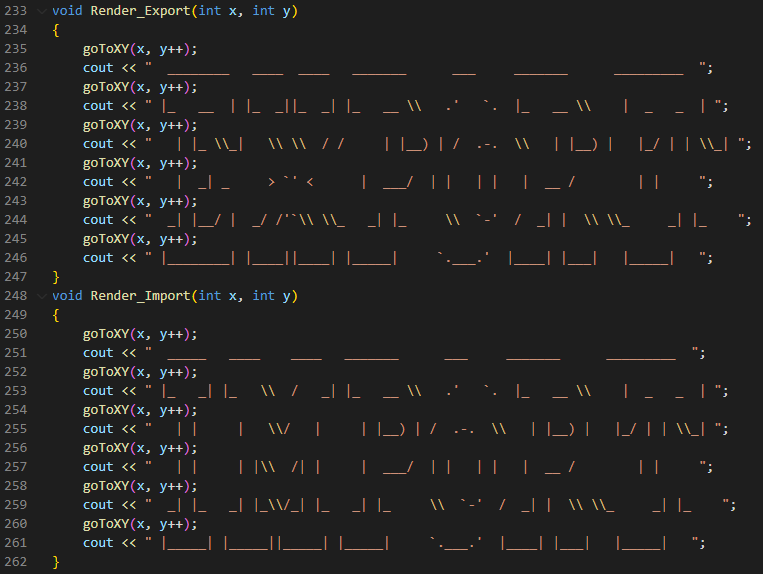 233 void Render_Export(int x, int y)
234 {
235     goToXY(x, y++);
236     cout << "  ________   ____  ____   _______      ___     _______      _________  ";
237     goToXY(x, y++);
238     cout << " |_   __  | |_  _||_  _| |_   __ \\   .'   `.  |_   __ \\    |  _   _  | ";
239     goToXY(x, y++);
240     cout << "   | |_ \\_|   \\ \\  / /     | |__) | /  .-.  \\   | |__) |   |_/ | | \\_| ";
241     goToXY(x, y++);
242     cout << "   |  _| _     > `' <      |  ___/  | |   | |   |  __ /        | |     ";
243     goToXY(x, y++);
244     cout << "  _| |__/ |  _/ /'`\\ \\_   _| |_     \\  `-'  / _| |  \\ \\_     _| |_    ";
245     goToXY(x, y++);
246     cout << " |________| |____||____| |_____|     `.___.'  |____| |___|   |_____|   ";
247 }
248 void Render_Import(int x, int y)
249 {
250     goToXY(x, y++);
251     cout << "  _____   ____    ____   _______      ___     _______      _________  ";
252     goToXY(x, y++);
253     cout << " |_   _| |_   \\  /   _| |_   __ \\   .'   `.  |_   __ \\    |  _   _  | ";
254     goToXY(x, y++);
255     cout << "   | |     |   \\/   |     | |__) | /  .-.  \\   | |__) |   |_/ | | \\_| ";
256     goToXY(x, y++);
257     cout << "   | |     | |\\  /| |     |  ___/  | |   | |   |  __ /        | |     ";
258     goToXY(x, y++);
259     cout << "  _| |_   _| |_\\/_| |_   _| |_     \\  `-'  / _| |  \\ \\_     _| |_    ";
260     goToXY(x, y++);
261     cout << " |_____| |_____||_____| |_____|     `.___.'  |____| |___|   |_____|   ";
262 }